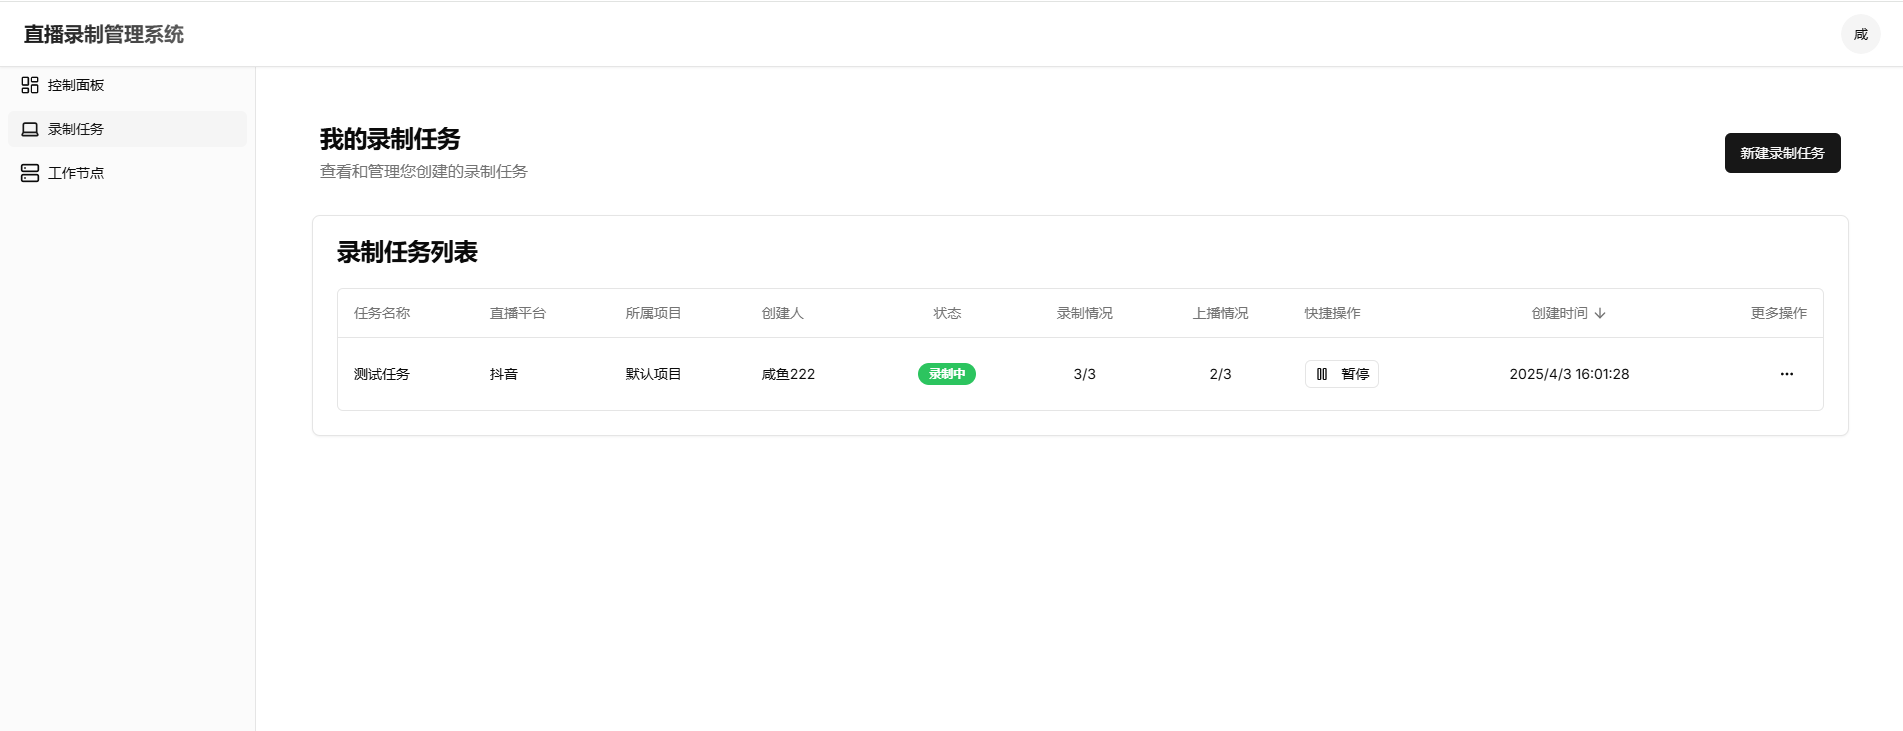 直播录制管理系统
咸
控制面板
录制任务
工作节点
我的录制任务
查看和管理您创建的录制任务
新建录制任务
录制任务列表
任务名称 直播平台 所属项目 创建人 状态 录制情况 上播情况 快捷操作 创建时间 更多操作
测试任务 抖音 默认项目 咸鱼222 录制中 3/3 2/3 暂停 2025/4/3 16:01:28 ···